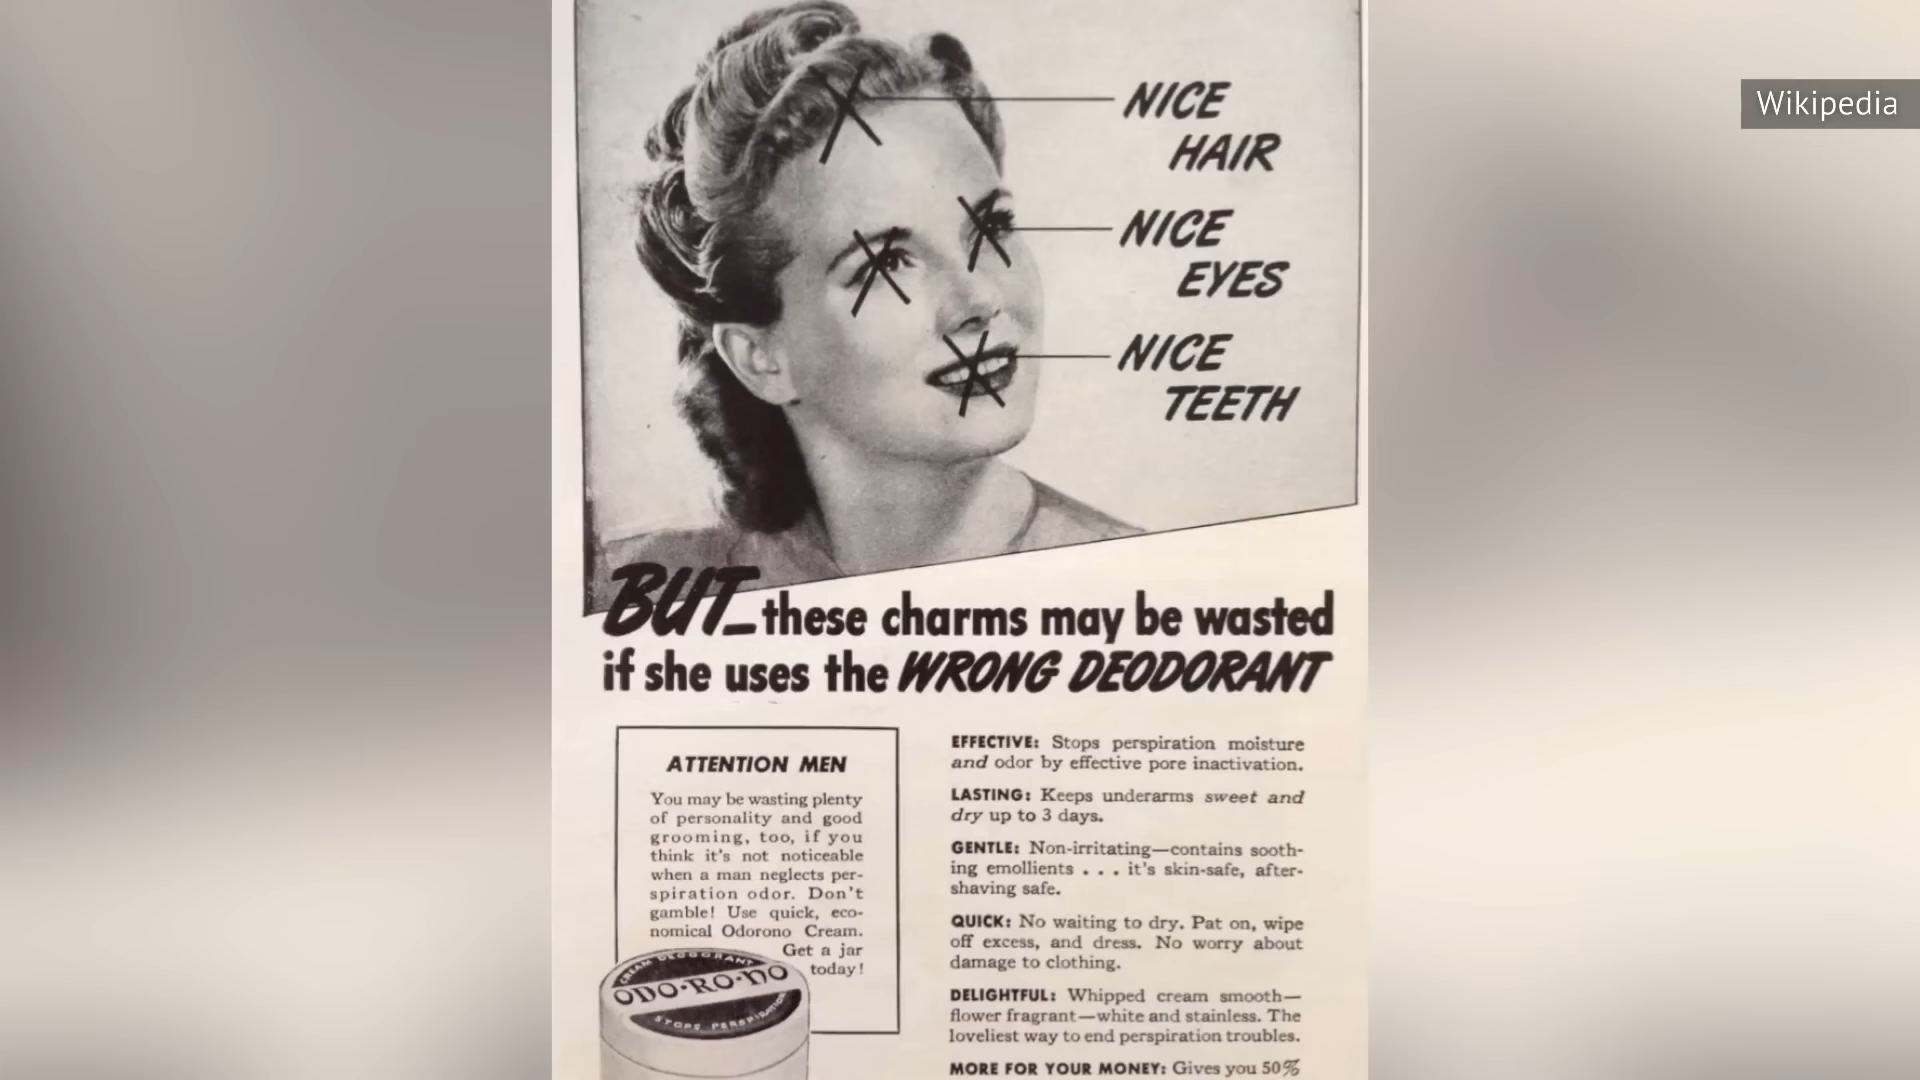 Wikipedia
NICE
HAIR
NICE
EYES
NICE
TEETH
BUT—these charms may be wasted
if she uses the WRONG DEODORANT
ATTENTION MEN
You may be wasting plenty
of personality and good
grooming, too, if you
think it's not noticeable
when a man neglects per-
spiration odor. Don't
gamble! Use quick, eco-
nomical Odorono Cream.
Get a jar
today!
CREAM DEODORANT
ODO·RO·NO
STOPS PERSPIRATION
EFFECTIVE: Stops perspiration moisture
and odor by effective pore inactivation.
LASTING: Keeps underarms sweet and
dry up to 3 days.
GENTLE: Non-irritating—contains sooth-
ing emollients . . . it's skin-safe, after-
shaving safe.
QUICK: No waiting to dry. Pat on, wipe
off excess, and dress. No worry about
damage to clothing.
DELIGHTFUL: Whipped cream smooth—
flower fragrant—white and stainless. The
loveliest way to end perspiration troubles.
MORE FOR YOUR MONEY: Gives you 50%